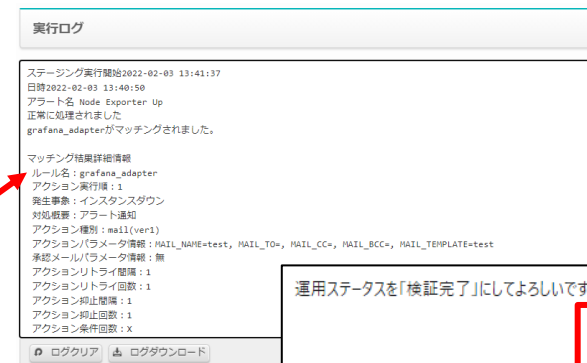 実行ログ
ステージング実行開始2022-02-03 13:41:37
日時2022-02-03 13:40:50
アラート名 Node Exporter Up
正常に処理されました
grafana_adapterがマッチングされました。
マッチング結果詳細情報
ルール名：grafana_adapter
アクション実行順：1
発生事象：インスタンスダウン
対処概要：アラート通知
アクション種別：mail(ver1)
アクションパラメータ情報：MAIL_NAME=test, MAIL_TO=, MAIL_CC=, MAIL_BCC=, MAIL_TEMPLATE=test
承認メールパラメータ情報：無
アクションリトライ間隔：1
アクションリトライ回数：1
アクション抑止間隔：1
アクション抑止回数：1
アクション条件回数：X
ログクリア ログダウンロード
運用ステータスを「検証完了」にしてよろしいです